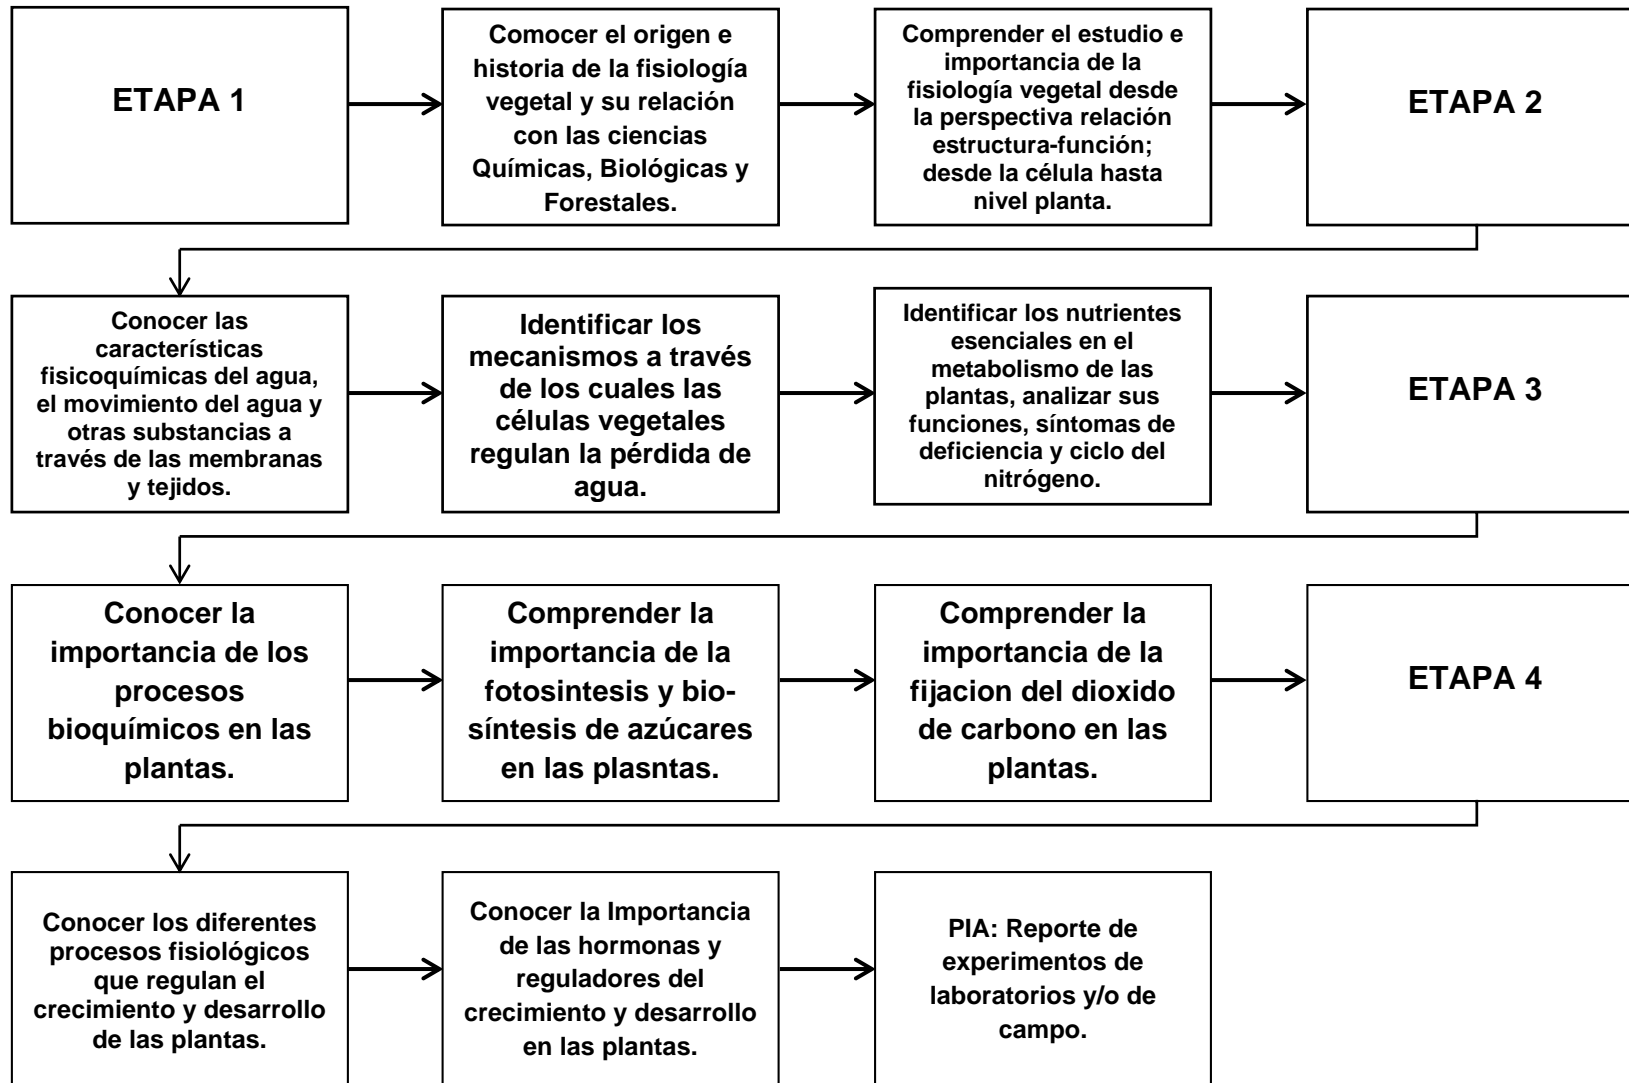 ETAPA 1
Comocer el origen e
historia de la fisiología
vegetal y su relación
con las ciencias
Químicas, Biológicas y
Forestales.
Comprender el estudio e
importancia de la
fisiología vegetal desde
la perspectiva relación
estructura-función;
desde la célula hasta
nivel planta.
ETAPA 2
Conocer las
características
fisicoquímicas del agua,
el movimiento del agua y
otras substancias a
través de las membranas
y tejidos.
Identificar los
mecanismos a través
de los cuales las
células vegetales
regulan la pérdida de
agua.
Identificar los nutrientes
esenciales en el
metabolismo de las
plantas, analizar sus
funciones, síntomas de
deficiencia y ciclo del
nitrógeno.
ETAPA 3
Conocer la
importancia de los
procesos
bioquímicos en las
plantas.
Comprender la
importancia de la
fotosintesis y bio-
síntesis de azúcares
en las plasntas.
Comprender la
importancia de la
fijacion del dioxido
de carbono en las
plantas.
ETAPA 4
Conocer los diferentes
procesos fisiológicos
que regulan el
crecimiento y desarrollo
de las plantas.
Conocer la Importancia
de las hormonas y
reguladores del
crecimiento y desarrollo
en las plantas.
PIA: Reporte de
experimentos de
laboratorios y/o de
campo.